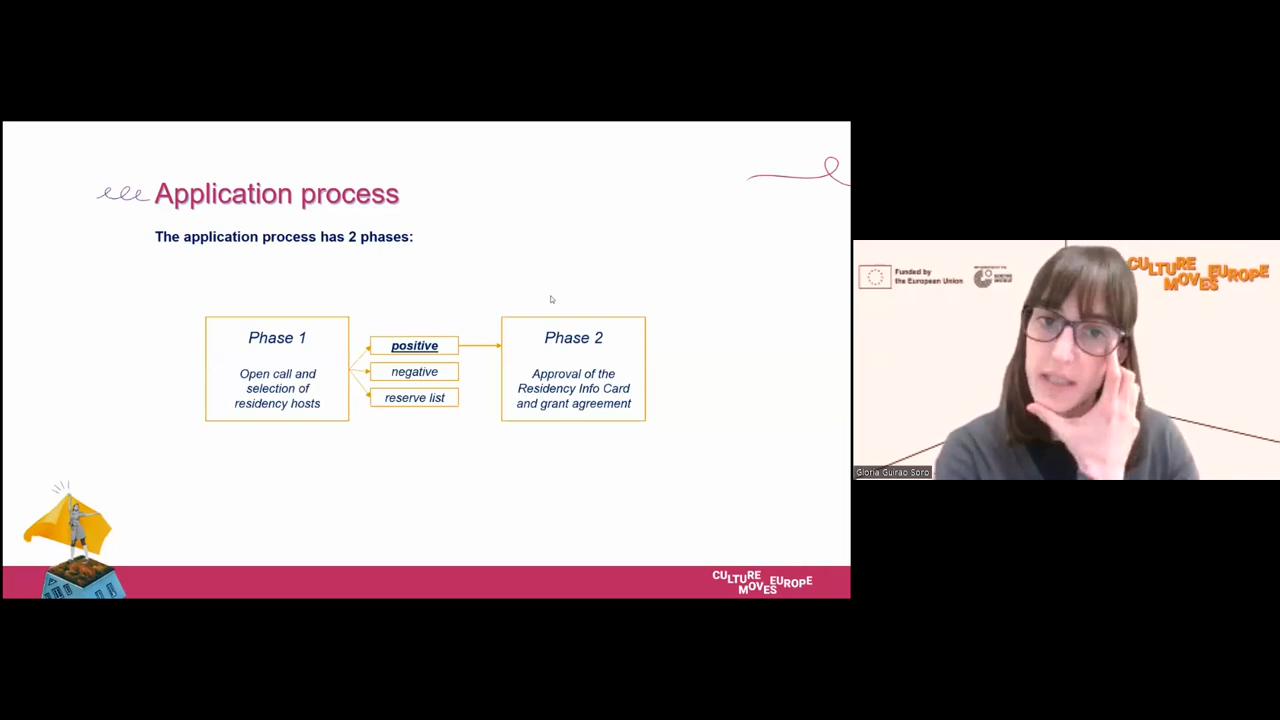 Application process
The application process has 2 phases:
Phase 1
Open call and
selection of
residency hosts
positive
negative
reserve list
Phase 2
Approval of the
Residency Info Card
and grant agreement
CULTURE
MOVES EUROPE
Funded by
the European Union
CULTURE
MOVES EUROPE
Gloria Guirao Soro